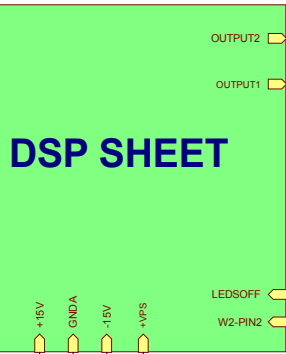 OUTPUT2
OUTPUT1
DSP SHEET
+15V
GNDA
-15V
+VPS
LEDSOFF
W2-PIN2